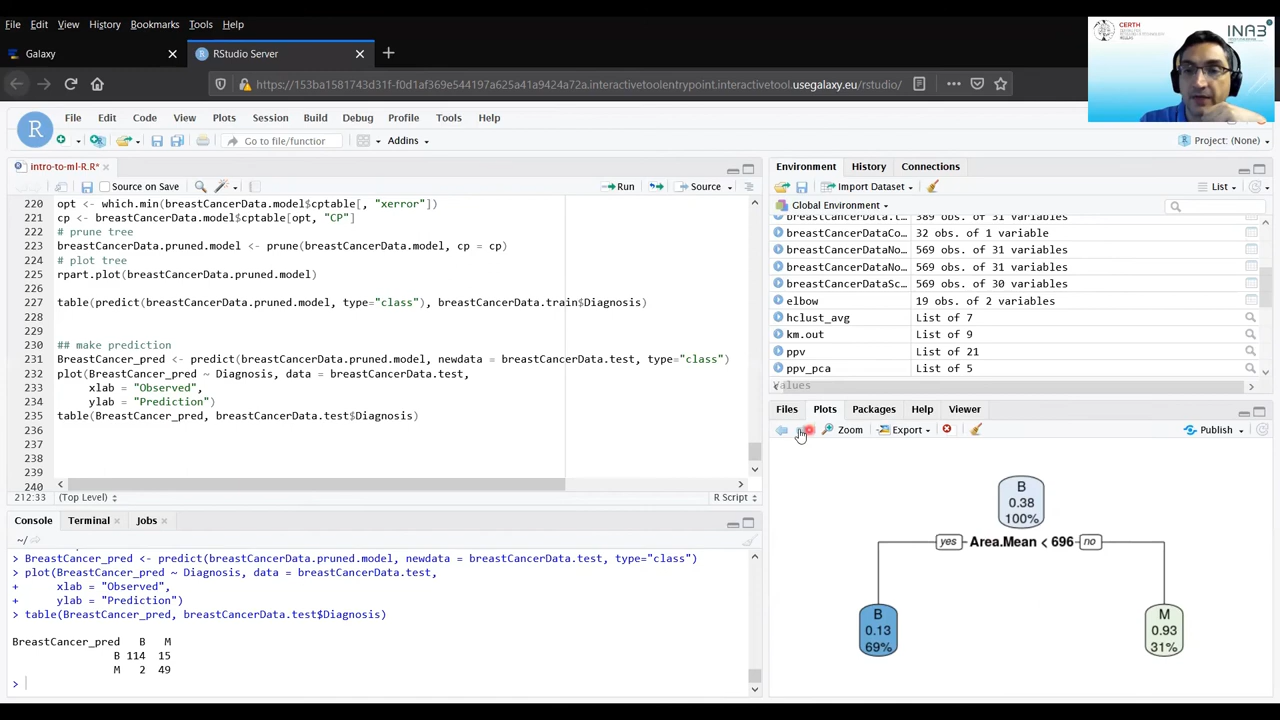 File Edit View History Bookmarks Tools Help
CERTH
INAB
Galaxy
RStudio Server
https://153ba1581743d31f-f0d1af369e544197a625a41a9424a72a.interactivetoolentrypoint.interactivetool.usegalaxy.eu/rstudio/
File Edit Code View Plots Session Build Debug Profile Tools Help
Go to file/function
Addins
Project: (None)
intro-to-ml-R.R*
Source on Save
Run
Source
220 opt <- which.min(breastCancerData.model$cptable[, "xerror"])
221 cp <- breastCancerData.model$cptable[opt, "CP"]
222 # prune tree
223 breastCancerData.pruned.model <- prune(breastCancerData.model, cp = cp)
224 # plot tree
225 rpart.plot(breastCancerData.pruned.model)
226
227 table(predict(breastCancerData.pruned.model, type="class"), breastCancerData.train$Diagnosis)
228
229
230 ## make prediction
231 BreastCancer_pred <- predict(breastCancerData.pruned.model, newdata = breastCancerData.test, type="class")
232 plot(BreastCancer_pred ~ Diagnosis, data = breastCancerData.test,
233 xlab = "Observed",
234 ylab = "Prediction")
235 table(BreastCancer_pred, breastCancerData.test$Diagnosis)
236
237
238
239
240
212:33 (Top Level) R Script
Console Terminal Jobs
~/
> BreastCancer_pred <- predict(breastCancerData.pruned.model, newdata = breastCancerData.test, type="class")
> plot(BreastCancer_pred ~ Diagnosis, data = breastCancerData.test,
+ xlab = "Observed",
+ ylab = "Prediction")
> table(BreastCancer_pred, breastCancerData.test$Diagnosis)
BreastCancer_pred B M
B 114 15
M 2 49
>
Environment History Connections
Import Dataset
List
Global Environment
breastCancerData.t… 389 obs. of 31 variables
breastCancerDataCo… 32 obs. of 1 variable
breastCancerDataNo… 569 obs. of 31 variables
breastCancerDataNo… 569 obs. of 31 variables
breastCancerDataSc… 569 obs. of 30 variables
elbow 19 obs. of 2 variables
hclust_avg List of 7
km.out List of 9
ppv List of 21
ppv_pca List of 5
Values
Files Plots Packages Help Viewer
Zoom Export Publish
B
0.38
100%
yes Area.Mean < 696 no
B
0.13
69%
M
0.93
31%